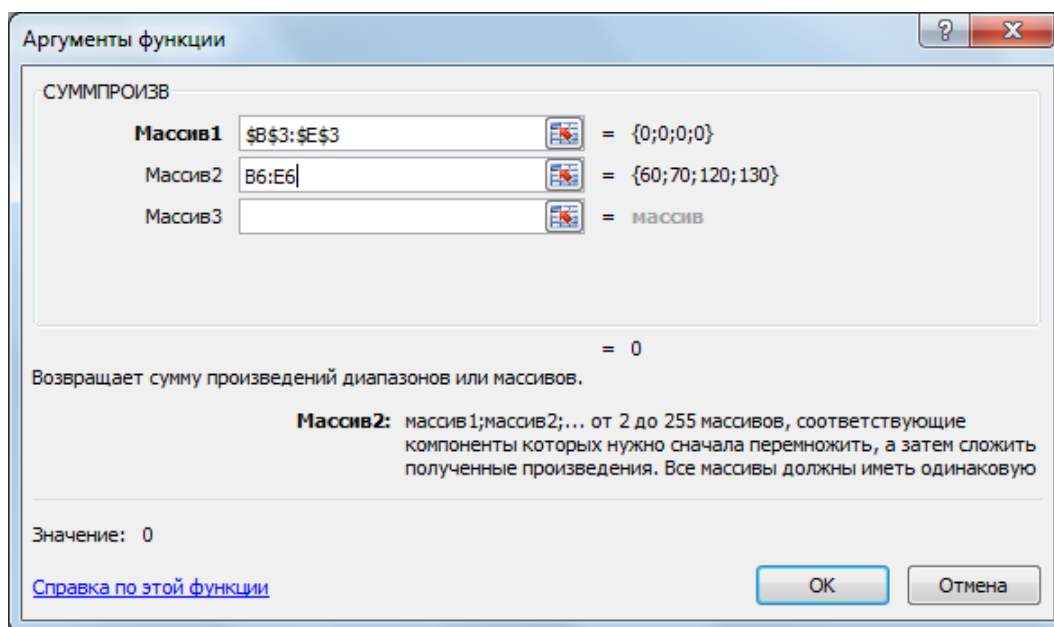 Аргументы функции
СУММПРОИЗВ
Массив1 $B$3:$E$3 = {0;0;0;0}
Массив2 B6:E6 = {60;70;120;130}
Массив3 = массив
= 0
Возвращает сумму произведений диапазонов или массивов.
Массив2: массив1;массив2;... от 2 до 255 массивов, соответствующие
компоненты которых нужно сначала перемножить, а затем сложить
полученные произведения. Все массивы должны иметь одинаковую
Значение: 0
Справка по этой функции
ОК Отмена